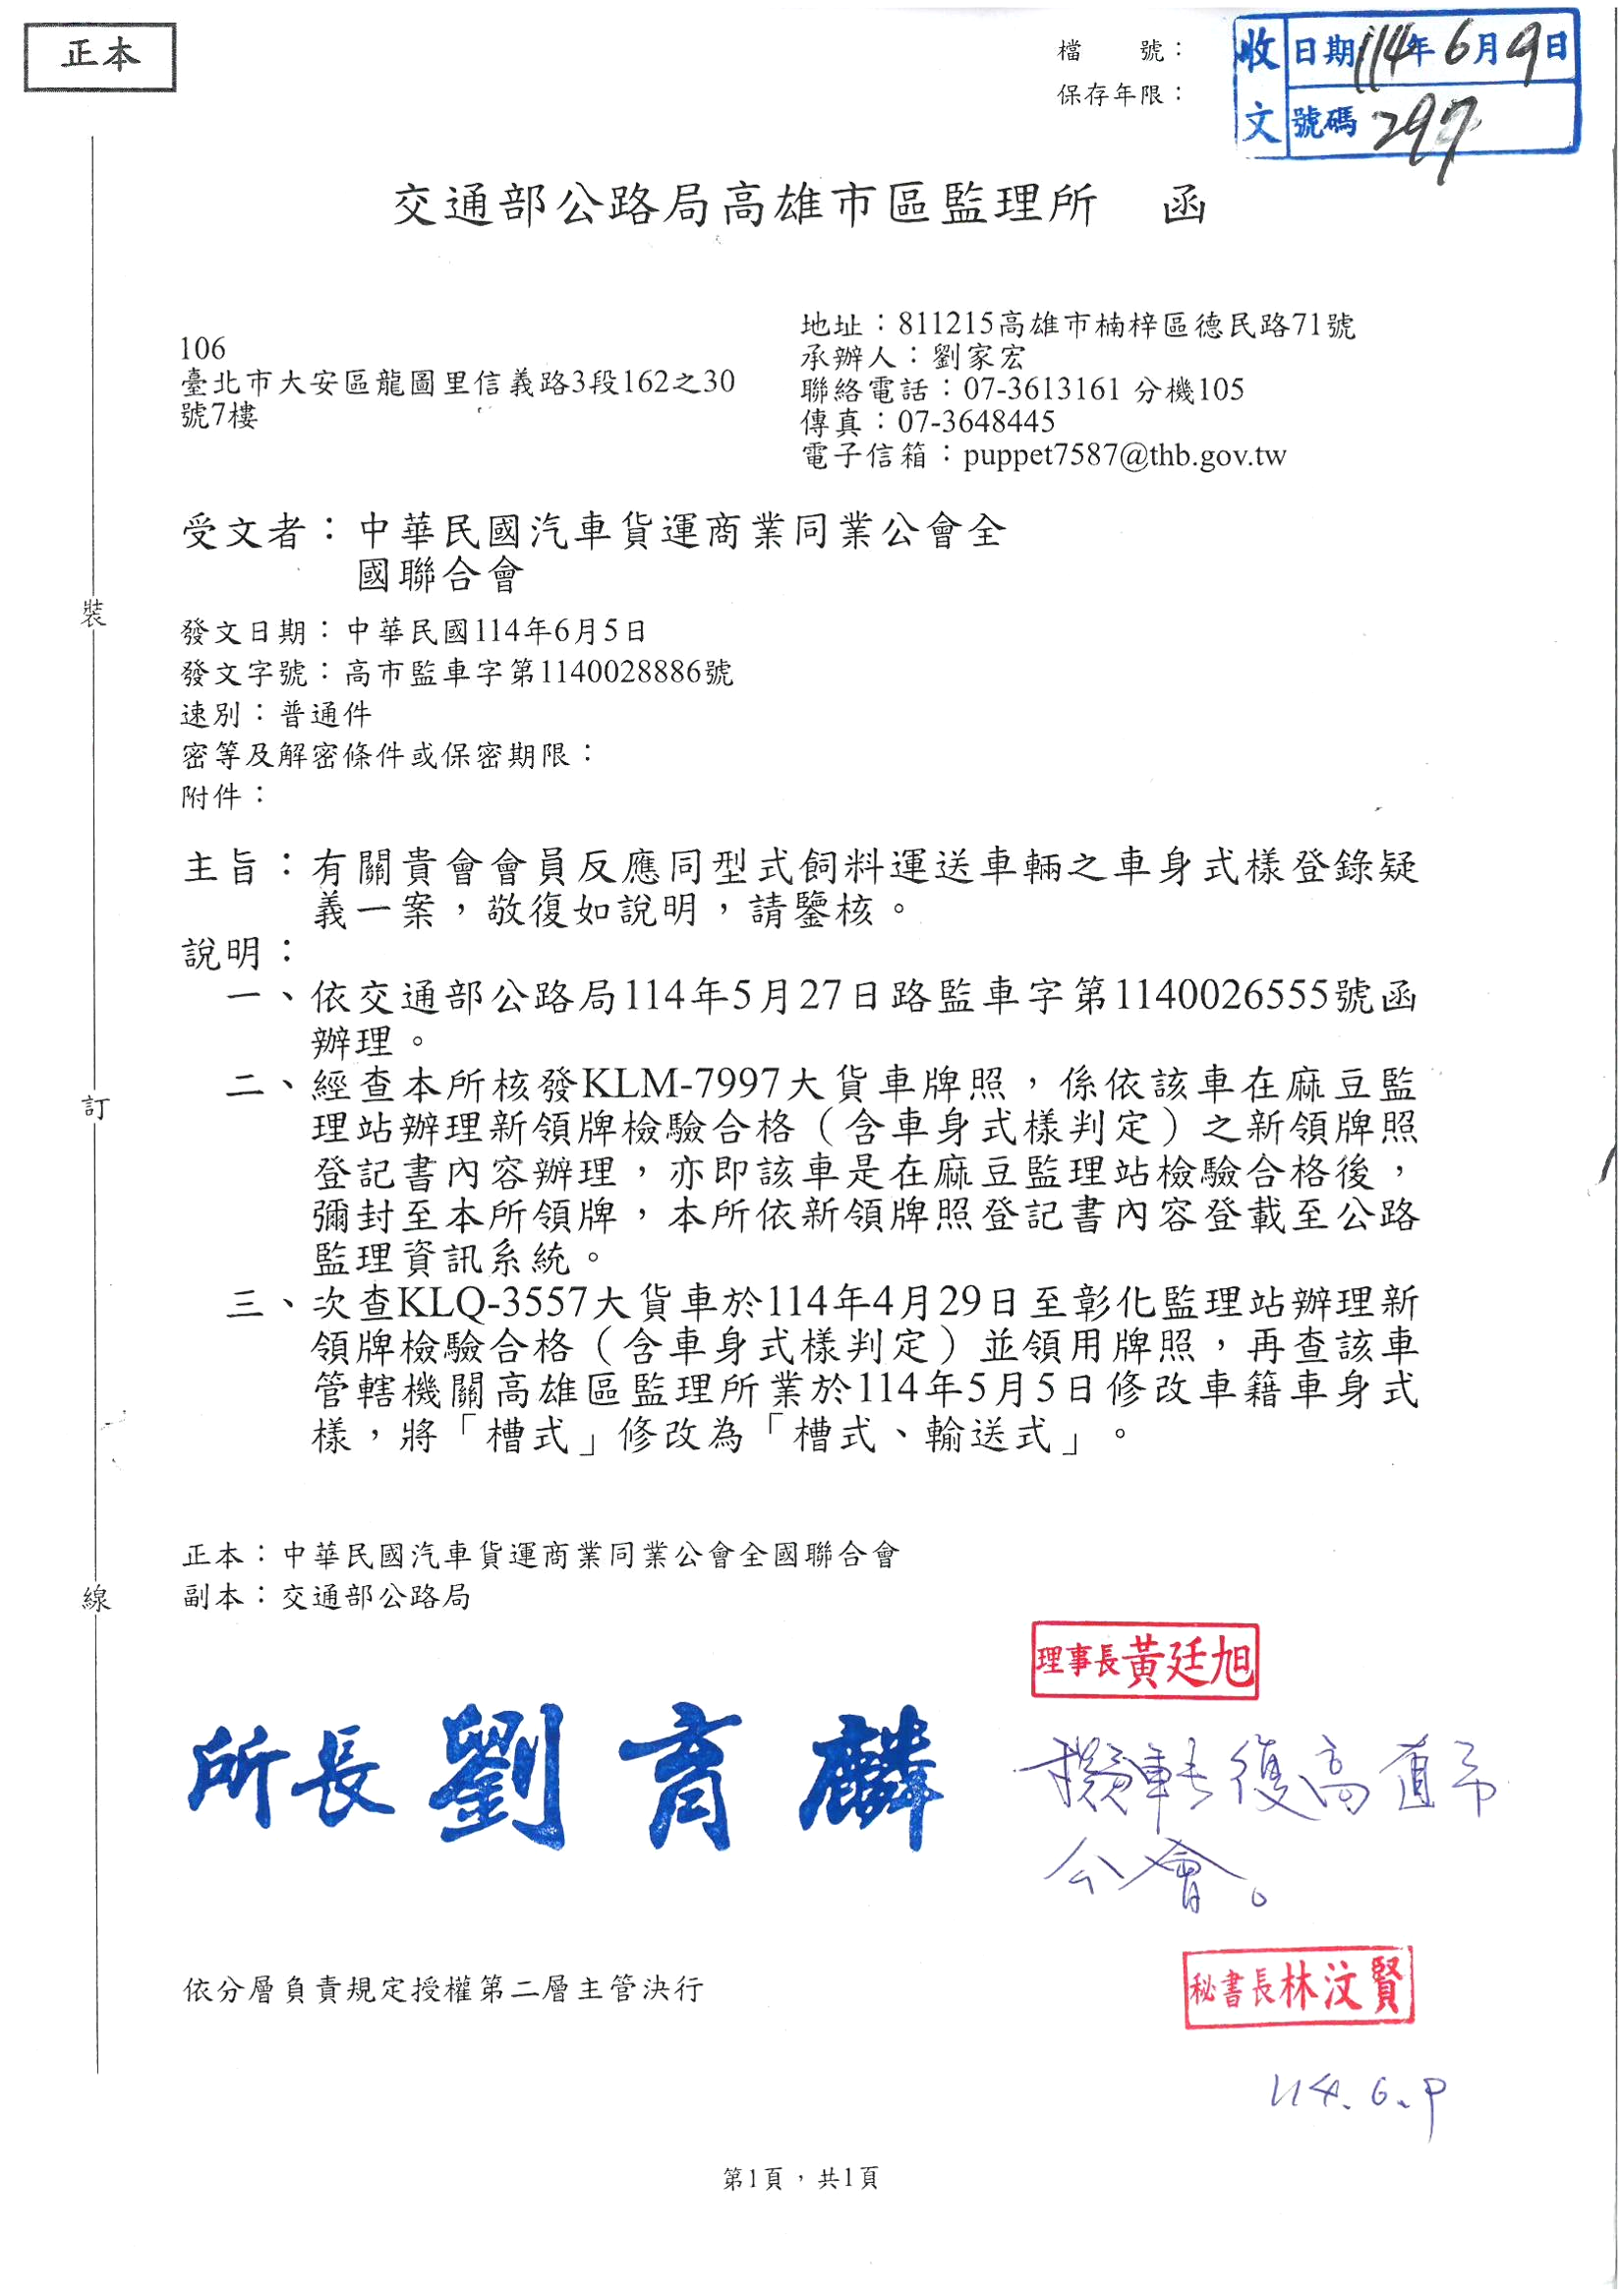 正本
檔　　號：
保存年限：
收文
日期114年6月9日
號碼 297
交通部公路局高雄市區監理所　函
106
臺北市大安區龍圖里信義路3段162之30
號7樓
地址：811215高雄市楠梓區德民路71號
承辦人：劉家宏
聯絡電話：07-3613161 分機105
傳真：07-3648445
電子信箱：puppet7587@thb.gov.tw
受文者：中華民國汽車貨運商業同業公會全
國聯合會
發文日期：中華民國114年6月5日
發文字號：高市監車字第1140028886號
速別：普通件
密等及解密條件或保密期限：
附件：
主旨：有關貴會會員反應同型式飼料運送車輛之車身式樣登錄疑
義一案，敬復如說明，請鑒核。
說明：
一、依交通部公路局114年5月27日路監車字第1140026555號函
辦理。
二、經查本所核發KLM-7997大貨車牌照，係依該車在麻豆監
理站辦理新領牌檢驗合格（含車身式樣判定）之新領牌照
登記書內容辦理，亦即該車是在麻豆監理站檢驗合格後，
彌封至本所領牌，本所依新領牌照登記書內容登載至公路
監理資訊系統。
三、次查KLQ-3557大貨車於114年4月29日至彰化監理站辦理新
領牌檢驗合格（含車身式樣判定）並領用牌照，再查該車
管轄機關高雄區監理所業於114年5月5日修改車籍車身式
樣，將「槽式」修改為「槽式、輸送式」。
正本：中華民國汽車貨運商業同業公會全國聯合會
副本：交通部公路局
理事長黃廷旭
所長 劉育麟
擬轉復高直市
公會。
依分層負責規定授權第二層主管決行
秘書長林汶賢
114.6.9
第1頁，共1頁
裝
訂
線